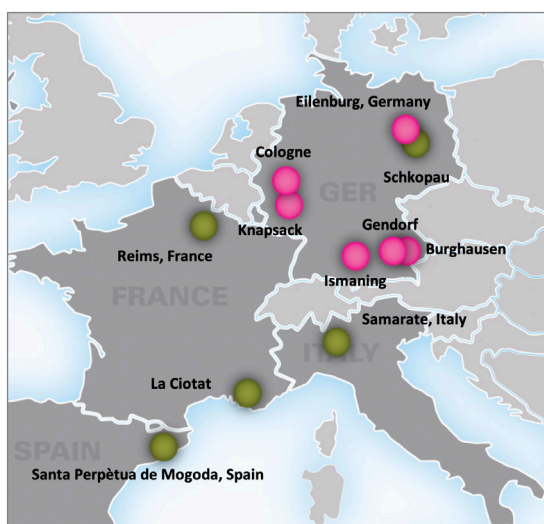 Eilenburg, Germany
Cologne
GER
Schkopau
Knapsack
Gendorf
Burghausen
Reims, France
Ismaning
FRANCE
Samarate, Italy
ITALY
La Ciotat
SPAIN
Santa Perpètua de Mogoda, Spain